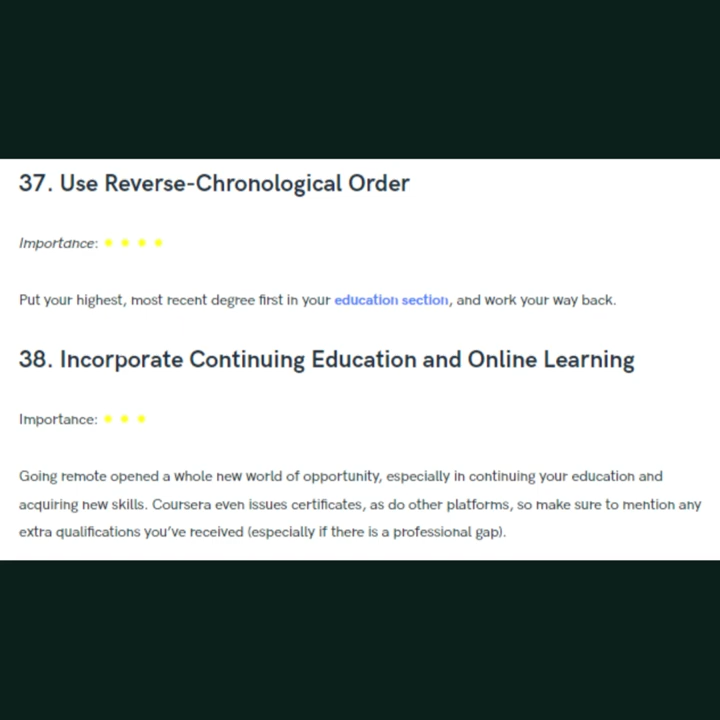 37. Use Reverse-Chronological Order
Importance:
Put your highest, most recent degree first in your education section, and work your way back.
38. Incorporate Continuing Education and Online Learning
Importance:
Going remote opened a whole new world of opportunity, especially in continuing your education and
acquiring new skills. Coursera even issues certificates, as do other platforms, so make sure to mention any
extra qualifications you’ve received (especially if there is a professional gap).